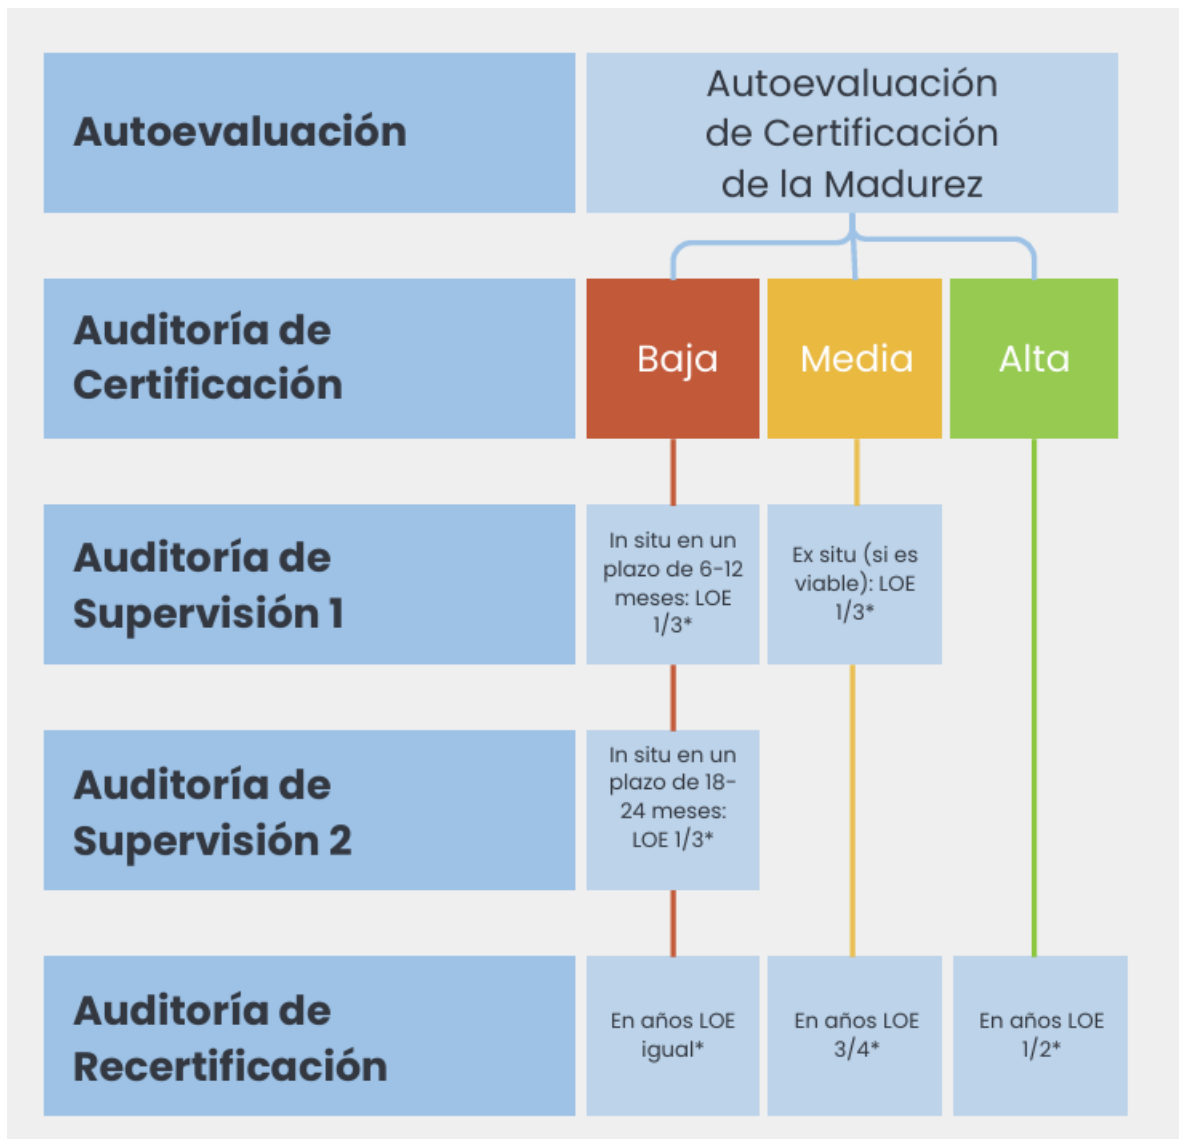 Autoevaluación
Autoevaluación
de Certificación
de la Madurez
Auditoría de
Certificación
Baja
Media
Alta
Auditoría de
Supervisión 1
In situ en un
plazo de 6-12
meses: LOE
1/3*
Ex situ (si es
viable): LOE
1/3*
Auditoría de
Supervisión 2
In situ en un
plazo de 18-
24 meses:
LOE 1/3*
Auditoría de
Recertificación
En años LOE
igual*
En años LOE
3/4*
En años LOE
1/2*